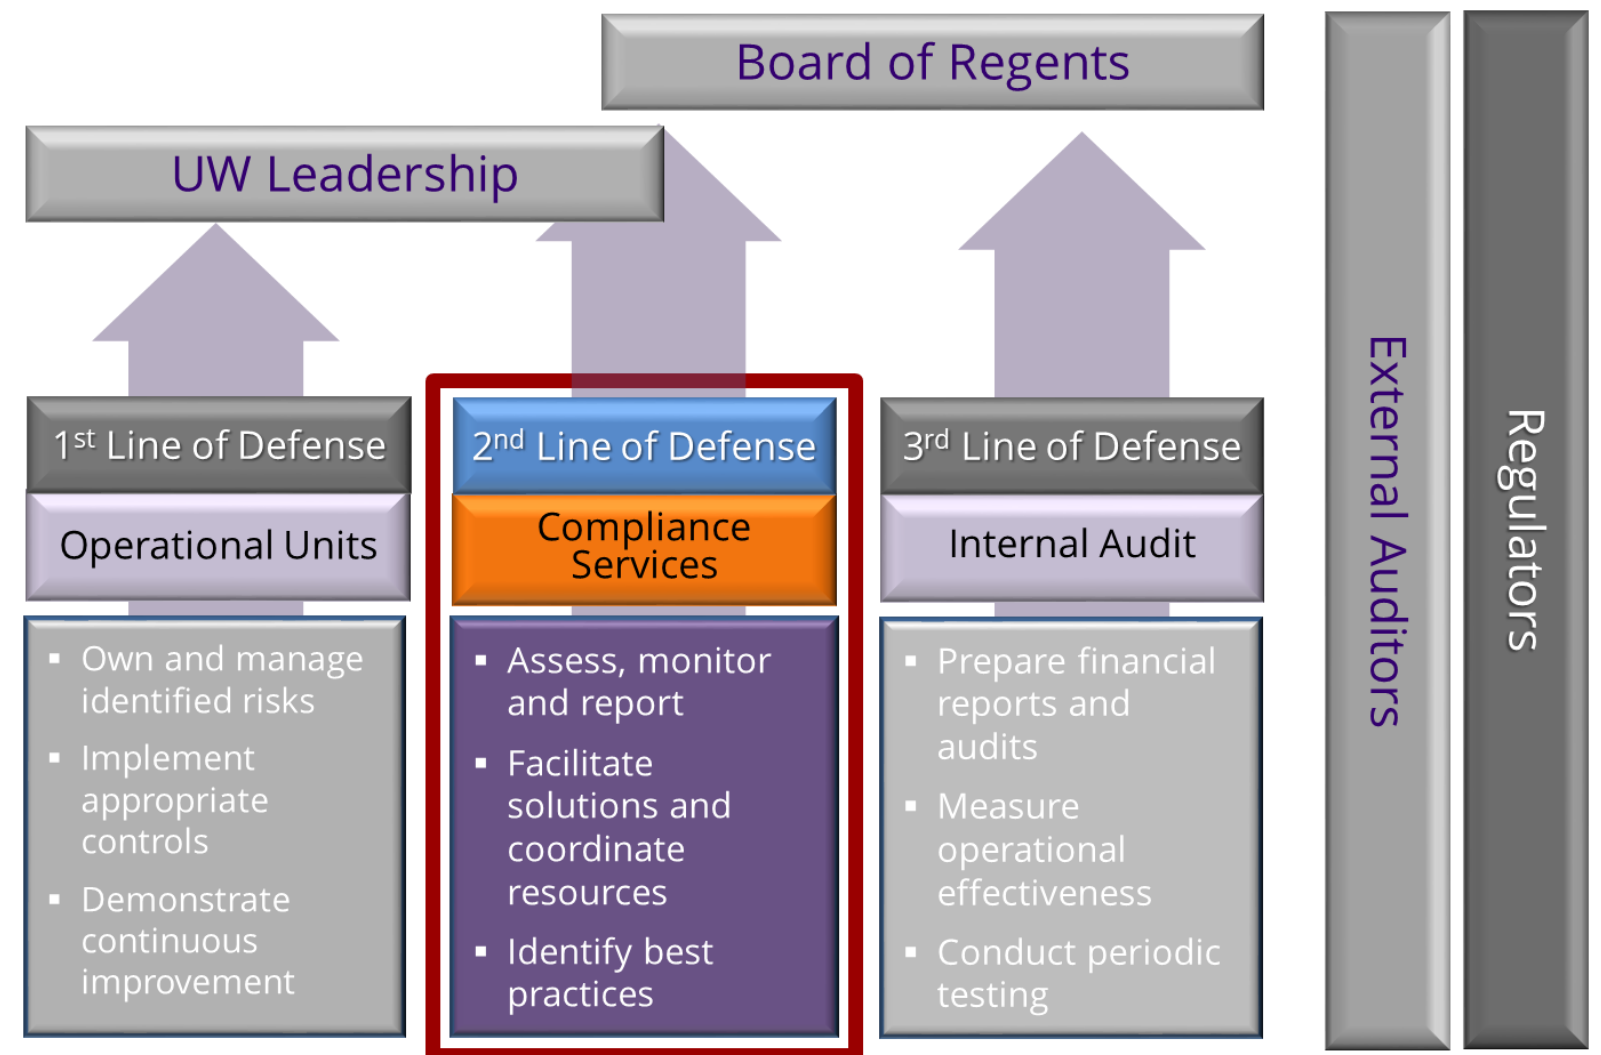 Board of Regents
UW Leadership
1st Line of Defense
Operational Units
▪ Own and manage
identified risks
▪ Implement
appropriate
controls
▪ Demonstrate
continuous
improvement
2nd Line of Defense
Compliance
Services
▪ Assess, monitor
and report
▪ Facilitate
solutions and
coordinate
resources
▪ Identify best
practices
3rd Line of Defense
Internal Audit
▪ Prepare financial
reports and
audits
▪ Measure
operational
effectiveness
▪ Conduct periodic
testing
External Auditors
Regulators